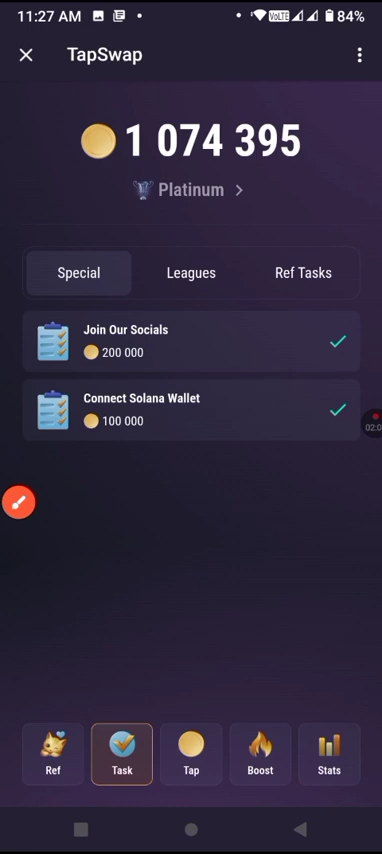 11:27 AM
VoLTE
84%
TapSwap
1 074 395
Platinum
Special
Leagues
Ref Tasks
Join Our Socials
200 000
Connect Solana Wallet
100 000
Ref
Task
Tap
Boost
Stats